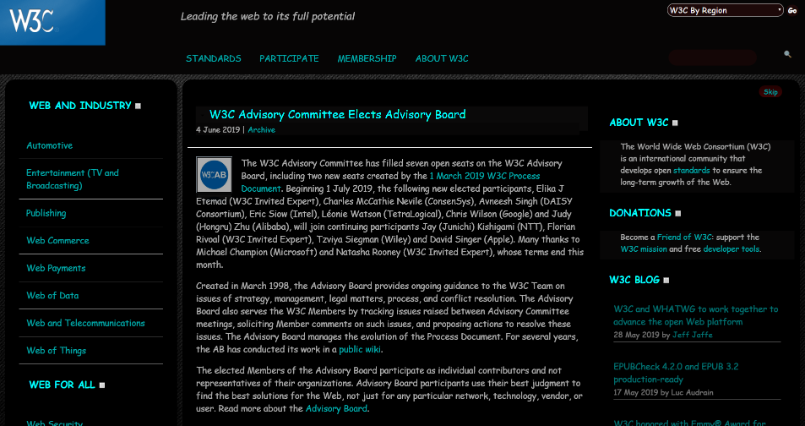 W3C
Leading the web to its full potential
W3C By Region
Go
STANDARDS PARTICIPATE MEMBERSHIP ABOUT W3C
WEB AND INDUSTRY
Automotive
Entertainment (TV and
Broadcasting)
Publishing
Web Commerce
Web Payments
Web of Data
Web and Telecommunications
Web of Things
WEB FOR ALL
Web Security
W3C Advisory Committee Elects Advisory Board
4 June 2019 | Archive
W3C AB
The W3C Advisory Committee has filled seven open seats on the W3C Advisory
Board, including two new seats created by the 1 March 2019 W3C Process
Document. Beginning 1 July 2019, the following new elected participants, Elika J
Etemad (W3C Invited Expert), Charles McCathie Nevile (ConsenSys), Avneesh Singh (DAISY
Consortium), Eric Siow (Intel), Léonie Watson (TetraLogical), Chris Wilson (Google) and Judy
(Hongru) Zhu (Alibaba), will join continuing participants Jay (Junichi) Kishigami (NTT), Florian
Rivoal (W3C Invited Expert), Tzviya Siegman (Wiley) and David Singer (Apple). Many thanks to
Michael Champion (Microsoft) and Natasha Rooney (W3C Invited Expert), whose terms end this
month.
Created in March 1998, the Advisory Board provides ongoing guidance to the W3C Team on
issues of strategy, management, legal matters, process, and conflict resolution. The Advisory
Board also serves the W3C Members by tracking issues raised between Advisory Committee
meetings, soliciting Member comments on such issues, and proposing actions to resolve these
issues. The Advisory Board manages the evolution of the Process Document. For several years,
the AB has conducted its work in a public wiki.
The elected Members of the Advisory Board participate as individual contributors and not
representatives of their organizations. Advisory Board participants use their best judgment to
find the best solutions for the Web, not just for any particular network, technology, vendor, or
user. Read more about the Advisory Board.
Skip
ABOUT W3C
The World Wide Web Consortium (W3C)
is an international community that
develops open standards to ensure the
long-term growth of the Web.
DONATIONS
Become a Friend of W3C: support the
W3C mission and free developer tools.
W3C BLOG
W3C and WHATWG to work together to
advance the open Web platform
28 May 2019 by Jeff Jaffe
EPUBCheck 4.2.0 and EPUB 3.2
production-ready
17 May 2019 by Luc Audrain
W3C honored with Emmy® Award for